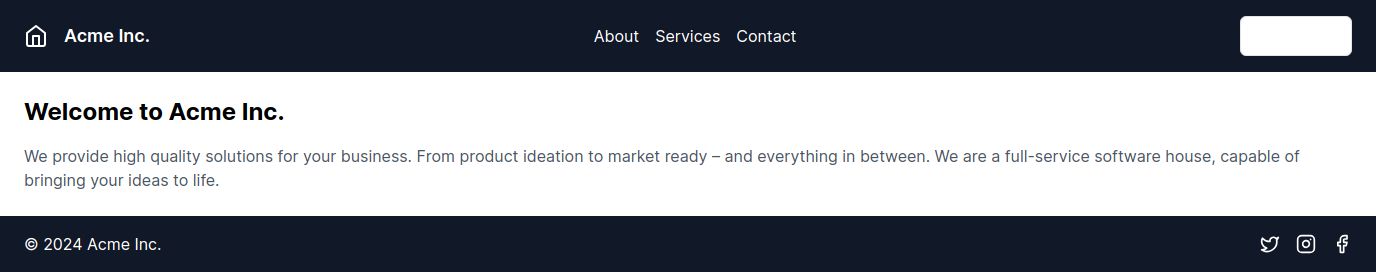 Acme Inc.
About Services Contact
Welcome to Acme Inc.
We provide high quality solutions for your business. From product ideation to market ready – and everything in between. We are a full-service software house, capable of
bringing your ideas to life.
© 2024 Acme Inc.